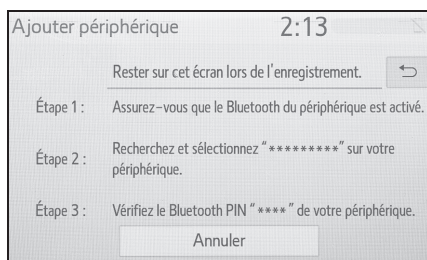 Ajouter périphérique 2:13
Rester sur cet écran lors de l'enregistrement.
Étape 1 : Assurez-vous que le Bluetooth du périphérique est activé.
Étape 2 : Recherchez et sélectionnez “*********” sur votre
périphérique.
Étape 3 : Vérifiez le Bluetooth PIN “****” de votre périphérique.
Annuler